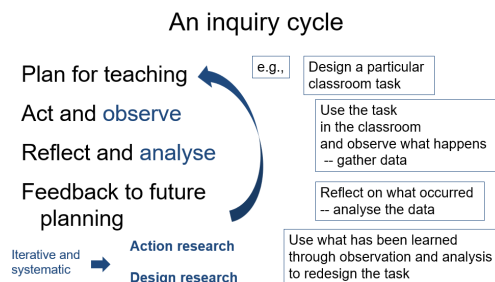 An inquiry cycle
Plan for teaching
Act and observe
Reflect and analyse
Feedback to future
planning
Iterative and
systematic
Action research
Design research
e.g.,
Design a particular
classroom task
Use the task
in the classroom
and observe what happens
-- gather data
Reflect on what occurred
-- analyse the data
Use what has been learned
through observation and analysis
to redesign the task